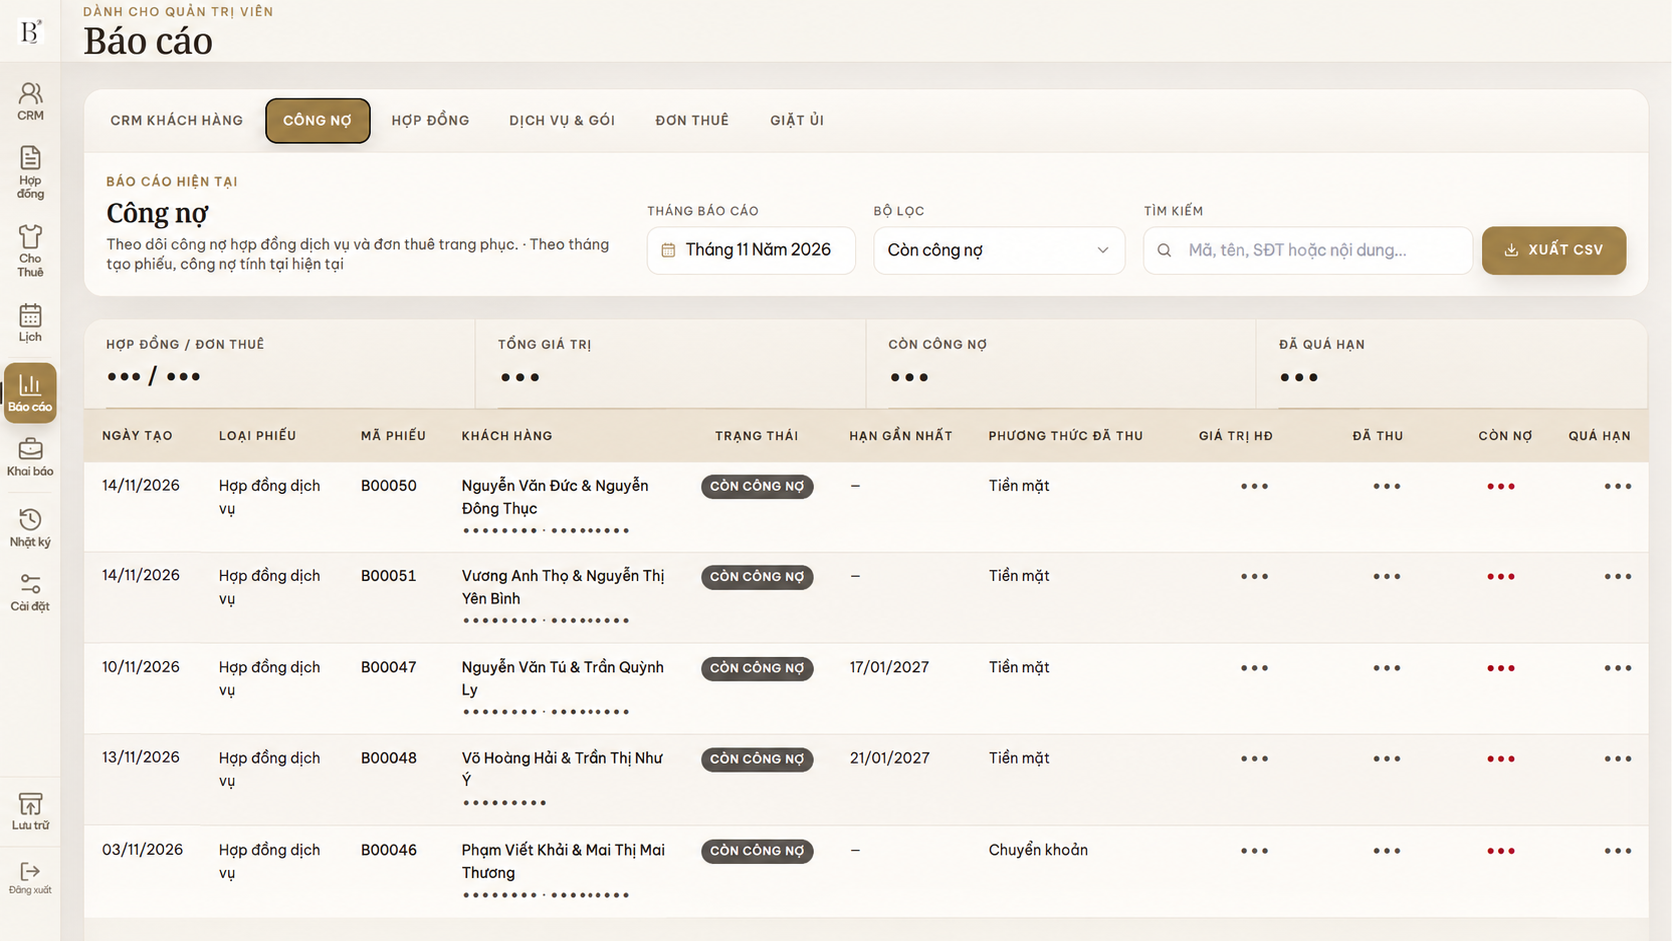 B
DÀNH CHO QUẢN TRỊ VIÊN
Báo cáo
CRM
Hợp đồng
Cho Thuê
Lịch
Báo cáo
Khai báo
Nhật ký
Cài đặt
Lưu trữ
Đăng xuất
CRM KHÁCH HÀNG CÔNG NỢ HỢP ĐỒNG DỊCH VỤ & GÓI ĐƠN THUÊ GIẶT ỦI
BÁO CÁO HIỆN TẠI
Công nợ
Theo dõi công nợ hợp đồng dịch vụ và đơn thuê trang phục. · Theo tháng
tạo phiếu, công nợ tính tại hiện tại
THÁNG BÁO CÁO
Tháng 11 Năm 2026
BỘ LỌC
Còn công nợ
TÌM KIẾM
Mã, tên, SĐT hoặc nội dung...
XUẤT CSV
HỢP ĐỒNG / ĐƠN THUÊ
••• / •••
TỔNG GIÁ TRỊ
•••
CÒN CÔNG NỢ
•••
ĐÃ QUÁ HẠN
•••
NGÀY TẠO LOẠI PHIẾU MÃ PHIẾU KHÁCH HÀNG TRẠNG THÁI HẠN GẦN NHẤT PHƯƠNG THỨC ĐÃ THU GIÁ TRỊ HĐ ĐÃ THU CÒN NỢ QUÁ HẠN
14/11/2026 Hợp đồng dịch B00050 Nguyễn Văn Đức & Nguyễn CÒN CÔNG NỢ – Tiền mặt ••• ••• ••• •••
vụ Đông Thục
•••••••• · •••••••••
14/11/2026 Hợp đồng dịch B00051 Vương Anh Thọ & Nguyễn Thị CÒN CÔNG NỢ – Tiền mặt ••• ••• ••• •••
vụ Yên Bình
•••••••• · •••••••••
10/11/2026 Hợp đồng dịch B00047 Nguyễn Văn Tú & Trần Quỳnh CÒN CÔNG NỢ 17/01/2027 Tiền mặt ••• ••• ••• •••
vụ Ly
•••••••• · •••••••••
13/11/2026 Hợp đồng dịch B00048 Võ Hoàng Hải & Trần Thị Như CÒN CÔNG NỢ 21/01/2027 Tiền mặt ••• ••• ••• •••
vụ Ý
•••••••••
03/11/2026 Hợp đồng dịch B00046 Phạm Viết Khải & Mai Thị Mai CÒN CÔNG NỢ – Chuyển khoản ••• ••• ••• •••
vụ Thương
•••••••• · •••••••••